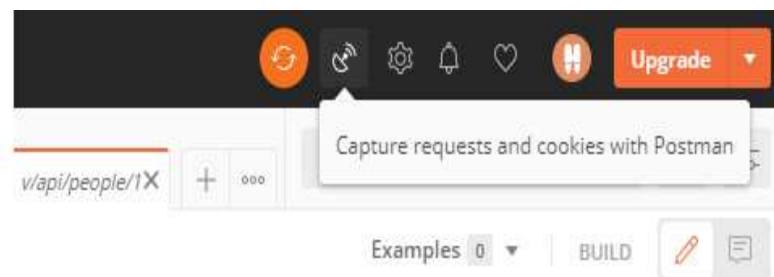 Upgrade
Capture requests and cookies with Postman
v/api/people/1
Examples 0
BUILD